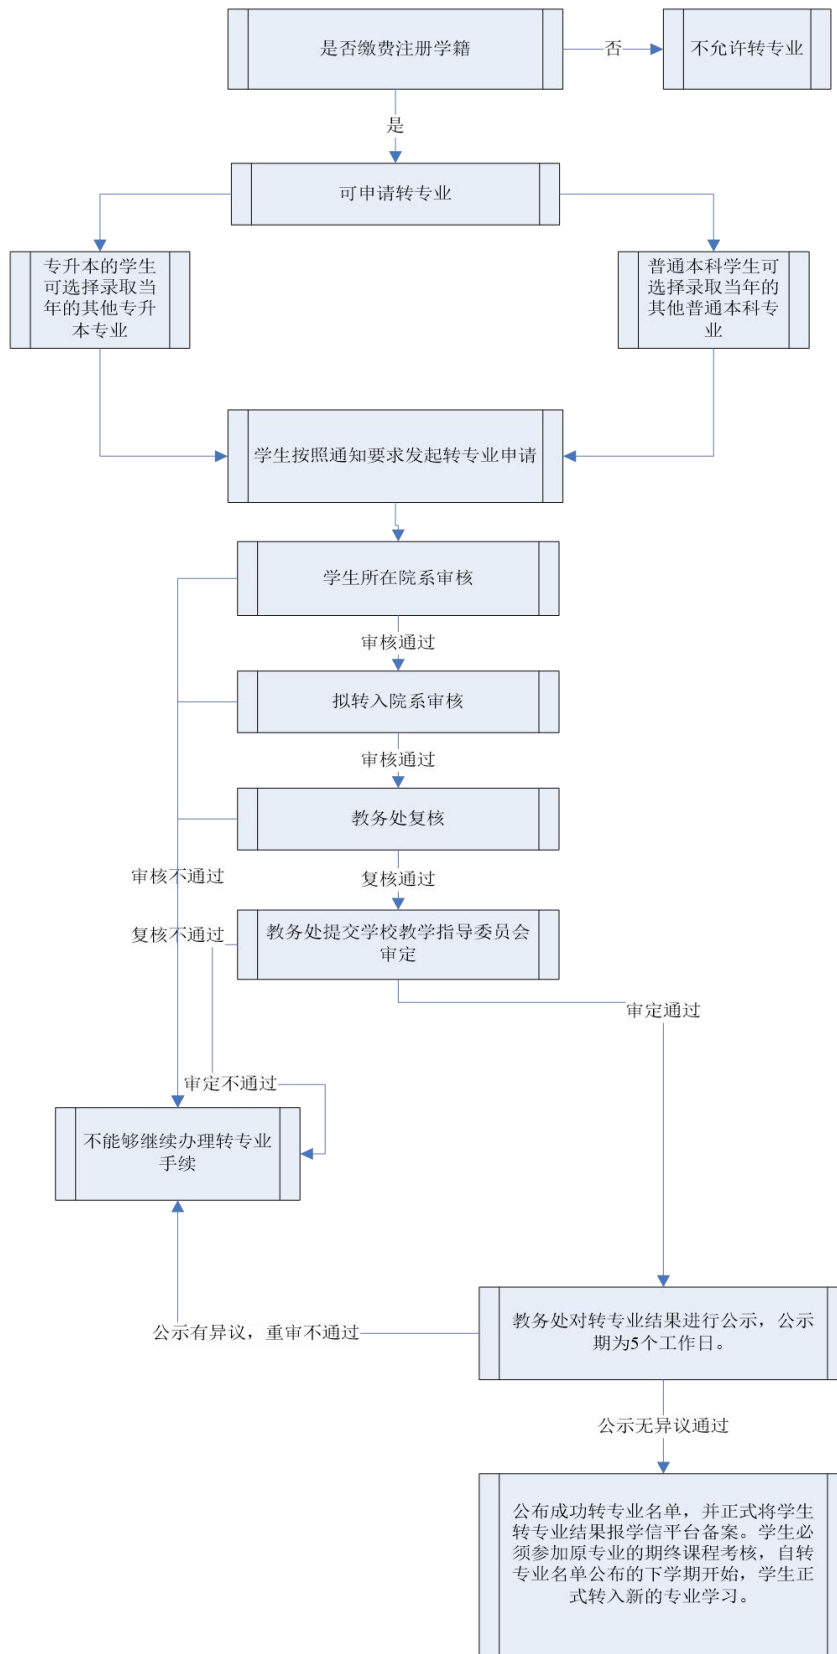 是否缴费注册学籍
否
不允许转专业
是
可申请转专业
专升本的学生
可选择录取当
年的其他专升
本专业
普通本科学生可
选择录取当年的
其他普通本科专
业
学生按照通知要求发起转专业申请
学生所在院系审核
审核通过
拟转入院系审核
审核通过
教务处复核
审核不通过
复核通过
复核不通过
教务处提交学校教学指导委员会
审定
审定通过
审定不通过
不能够继续办理转专业
手续
教务处对转专业结果进行公示，公示
期为5个工作日。
公示有异议，重审不通过
公示无异议通过
公布成功转专业名单，并正式将学生
转专业结果报学信平台备案。学生必
须参加原专业的期终课程考核，自转
专业名单公布的下学期开始，学生正
式转入新的专业学习。